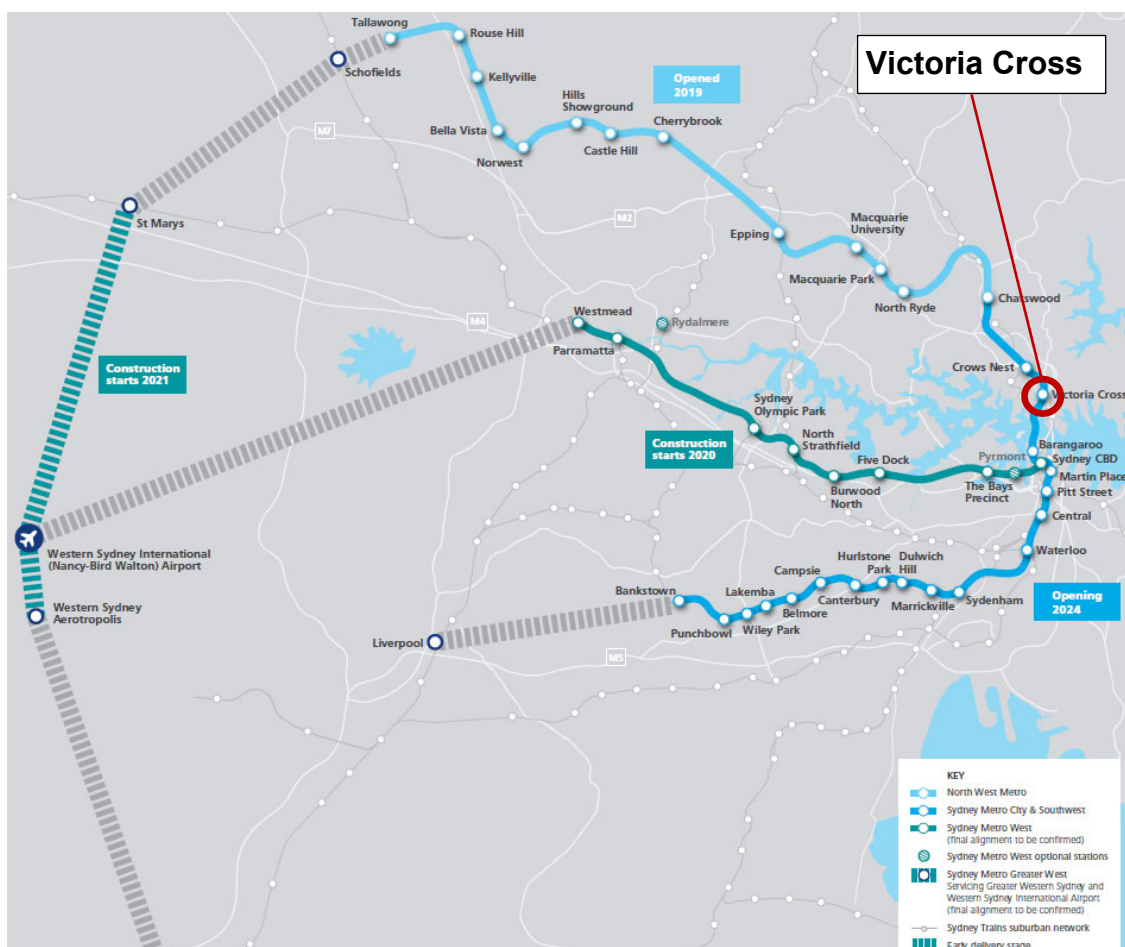 Tallawong
Rouse Hill
Schofields
Kellyville
Opened
2019
Victoria Cross
Hills
Showground
Cherrybrook
M7
Bella Vista
Castle Hill
Norwest
St Marys
M2
Macquarie
University
Epping
Macquarie Park
North Ryde
Chatswood
Westmead
M4
Rydalmere
Parramatta
Construction
starts 2021
Crows Nest
Victoria Cross
Sydney
Olympic Park
Construction
starts 2020
North
Strathfield
Five Dock
Pyrmont
Barangaroo
Sydney CBD
Martin Place
The Bays
Precinct
Pitt Street
Burwood
North
Central
Western Sydney International
(Nancy-Bird Walton) Airport
Waterloo
Hurlstone
Park
Dulwich
Hill
Campsie
Bankstown
Lakemba
Canterbury
Belmore
Marrickville
Sydenham
Opening
2024
Western Sydney
Aerotropolis
Punchbowl
Wiley Park
Liverpool
M5
KEY
North West Metro
Sydney Metro City & Southwest
Sydney Metro West
(final alignment to be confirmed)
Sydney Metro West optional stations
Sydney Metro Greater West
Servicing Greater Western Sydney and
Western Sydney International Airport
(final alignment to be confirmed)
Sydney Trains suburban network
Early delivery stage